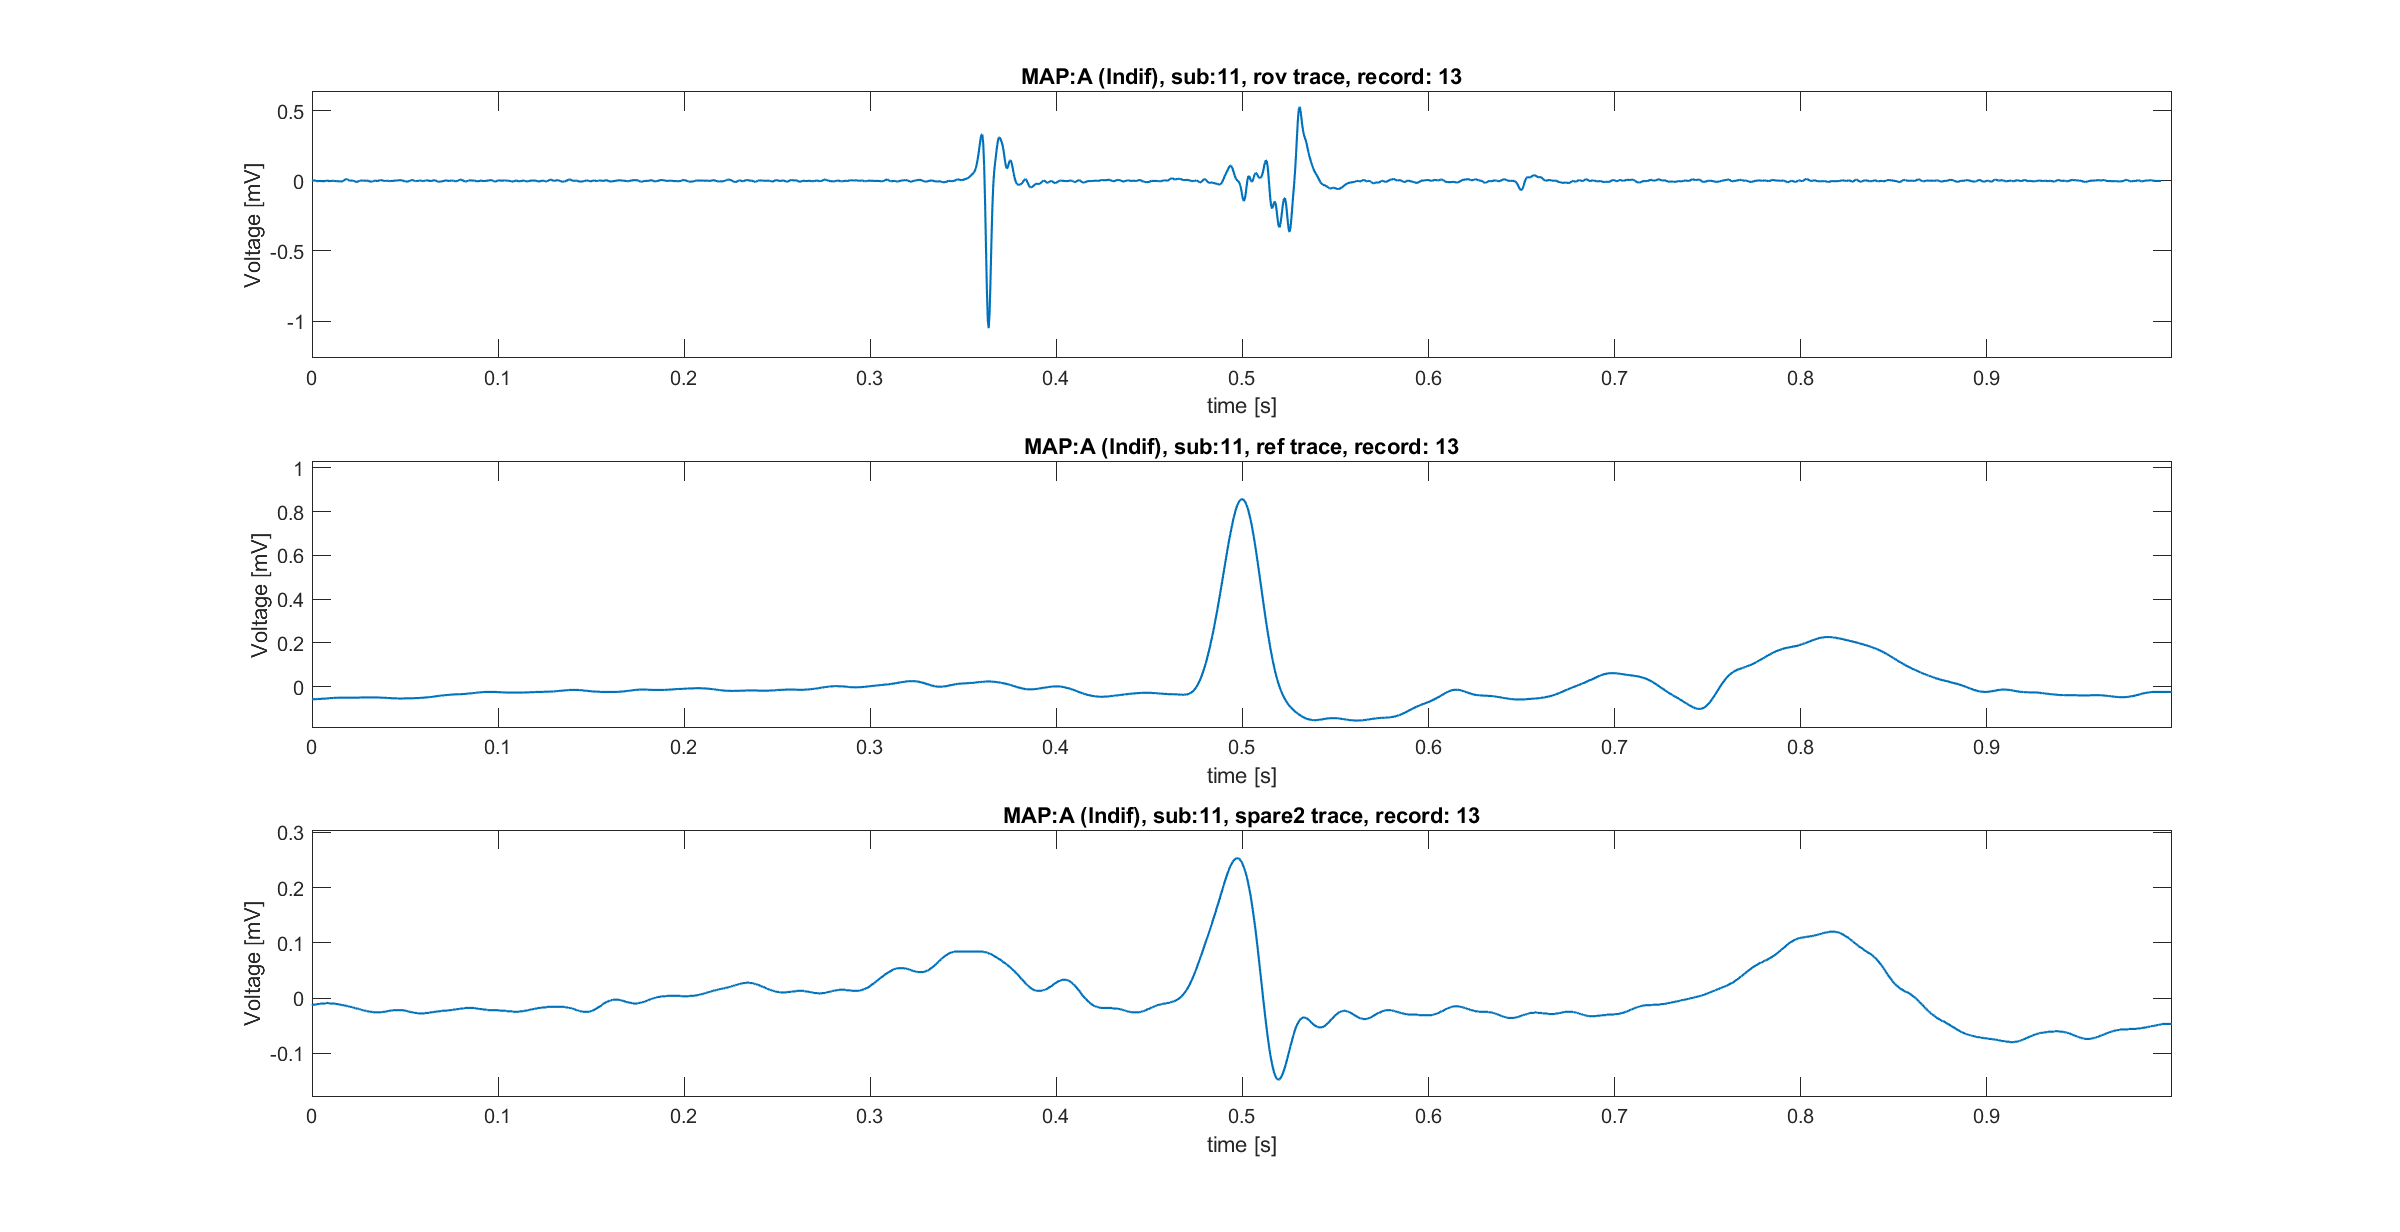 MAP:A (Indif), sub:11, rov trace, record: 13
Voltage [mV]
0.5
0
-0.5
-1
0 0.1 0.2 0.3 0.4 0.5 0.6 0.7 0.8 0.9
time [s]
MAP:A (Indif), sub:11, ref trace, record: 13
Voltage [mV]
1
0.8
0.6
0.4
0.2
0
0 0.1 0.2 0.3 0.4 0.5 0.6 0.7 0.8 0.9
time [s]
MAP:A (Indif), sub:11, spare2 trace, record: 13
Voltage [mV]
0.3
0.2
0.1
0
-0.1
0 0.1 0.2 0.3 0.4 0.5 0.6 0.7 0.8 0.9
time [s]